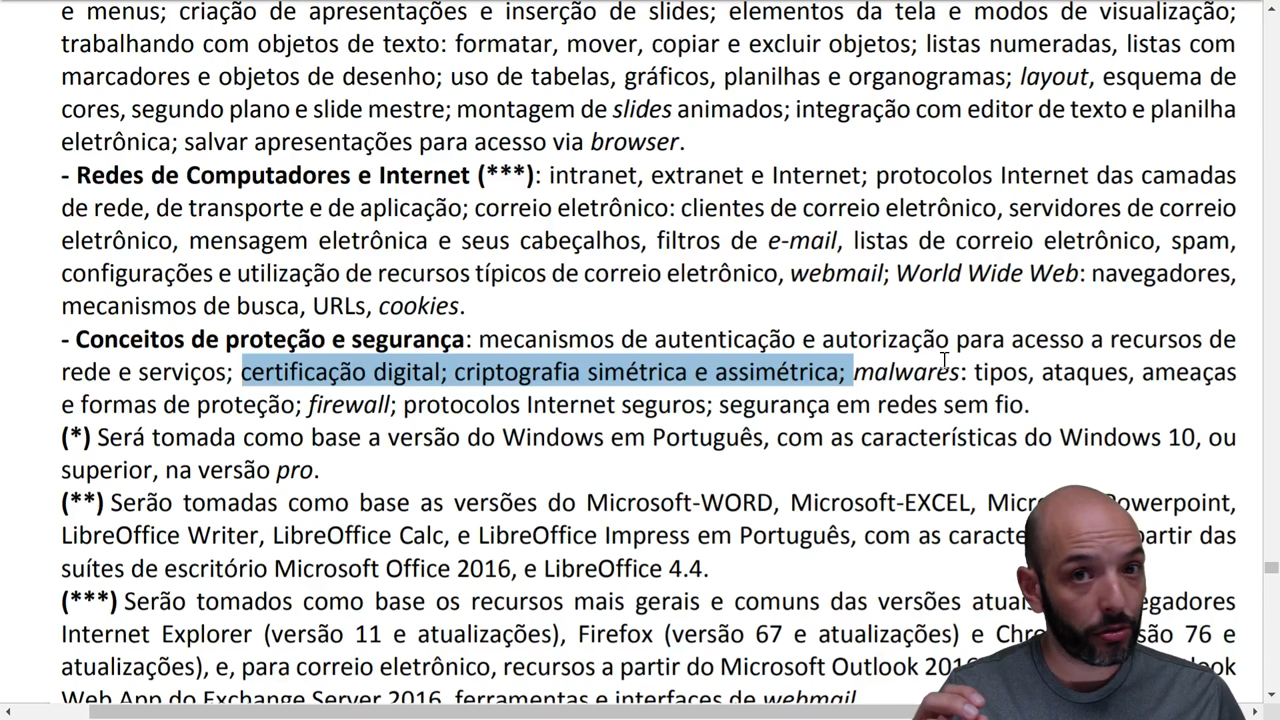 e menus; criação de apresentações e inserção de slides; elementos da tela e modos de visualização;
trabalhando com objetos de texto: formatar, mover, copiar e excluir objetos; listas numeradas, listas com
marcadores e objetos de desenho; uso de tabelas, gráficos, planilhas e organogramas; layout, esquema de
cores, segundo plano e slide mestre; montagem de slides animados; integração com editor de texto e planilha
eletrônica; salvar apresentações para acesso via browser.
- Redes de Computadores e Internet (***): intranet, extranet e Internet; protocolos Internet das camadas
de rede, de transporte e de aplicação; correio eletrônico: clientes de correio eletrônico, servidores de correio
eletrônico, mensagem eletrônica e seus cabeçalhos, filtros de e-mail, listas de correio eletrônico, spam,
configurações e utilização de recursos típicos de correio eletrônico, webmail; World Wide Web: navegadores,
mecanismos de busca, URLs, cookies.
- Conceitos de proteção e segurança: mecanismos de autenticação e autorização para acesso a recursos de
rede e serviços; certificação digital; criptografia simétrica e assimétrica; malwares: tipos, ataques, ameaças
e formas de proteção; firewall; protocolos Internet seguros; segurança em redes sem fio.
(*) Será tomada como base a versão do Windows em Português, com as características do Windows 10, ou
superior, na versão pro.
(**) Serão tomadas como base as versões do Microsoft-WORD, Microsoft-EXCEL, Powerpoint,
LibreOffice Writer, LibreOffice Calc, e LibreOffice Impress em Português, com as partir das
suítes de escritório Microsoft Office 2016, e LibreOffice 4.4.
(***) Serão tomados como base os recursos mais gerais e comuns das versões
Internet Explorer (versão 11 e atualizações), Firefox (versão 67 e atualizações) e 76 e
atualizações), e, para correio eletrônico, recursos a partir do Microsoft Outlook
Web App do Exchange Server 2016, ferramentas e interfaces de webmail.